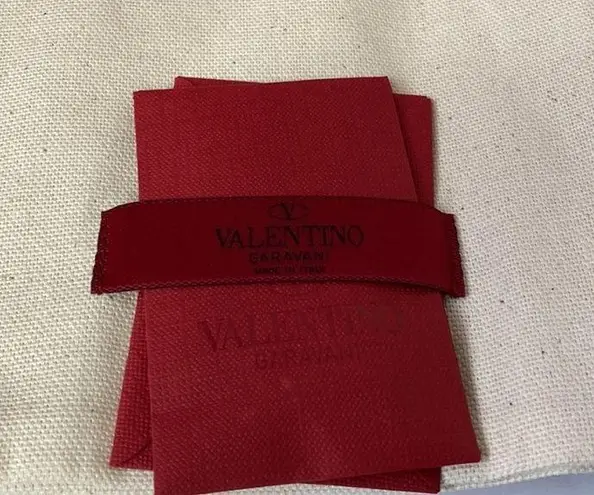 V
VALENTINO
GARAVANI
MADE IN ITALY
VALENTINO
GARAVANI